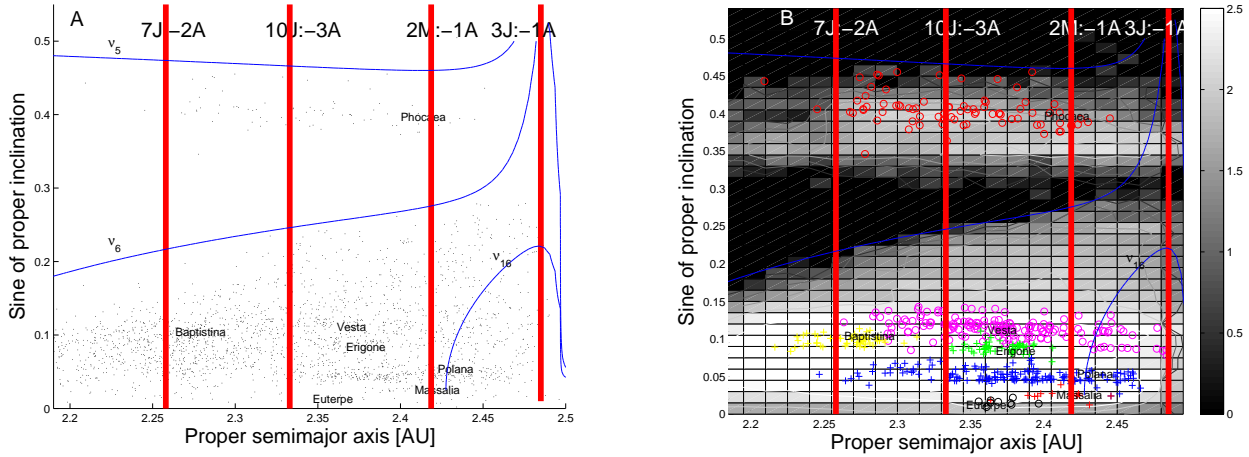 A
7J:-2A 10J:-3A 2M:-1A 3J:-1A
0.5
ν5
0.4
Phocaea
0.3
ν6
ν16
0.2
Baptistina
Vesta
0.1
Erigone
Polana
Massalia
Euterpe
0
2.2 2.25 2.3 2.35 2.4 2.45 2.5
Proper semimajor axis [AU]
Sine of proper inclination
B
7J:-2A 10J:-3A 2M:-1A 3J:-1A
0.5
0.45
0.4
Phocaea
0.35
0.3
0.25
0.2
ν16
0.15
Baptistina
Vesta
0.1
Erigone
0.05
Polana
Massalia
Euterpe
0
2.2 2.25 2.3 2.35 2.4 2.45
Proper semimajor axis [AU]
Sine of proper inclination
2.5
2
1.5
1
0.5
0